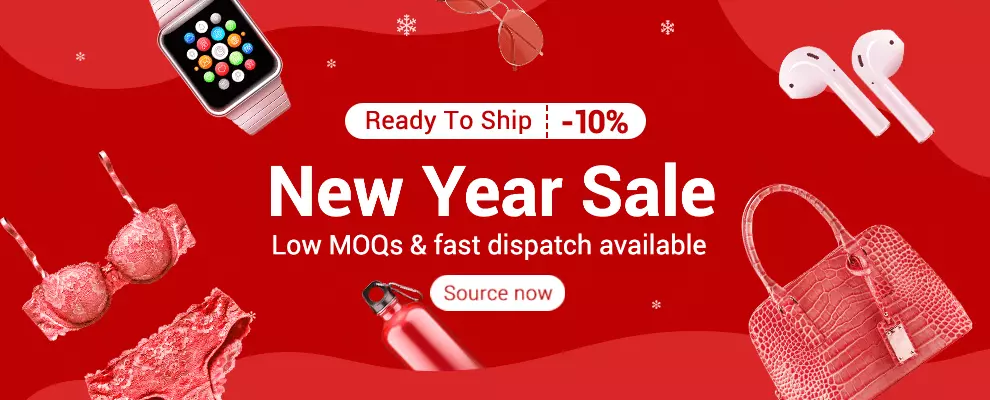 Ready To Ship -10%
New Year Sale
Low MOQs & fast dispatch available
Source now